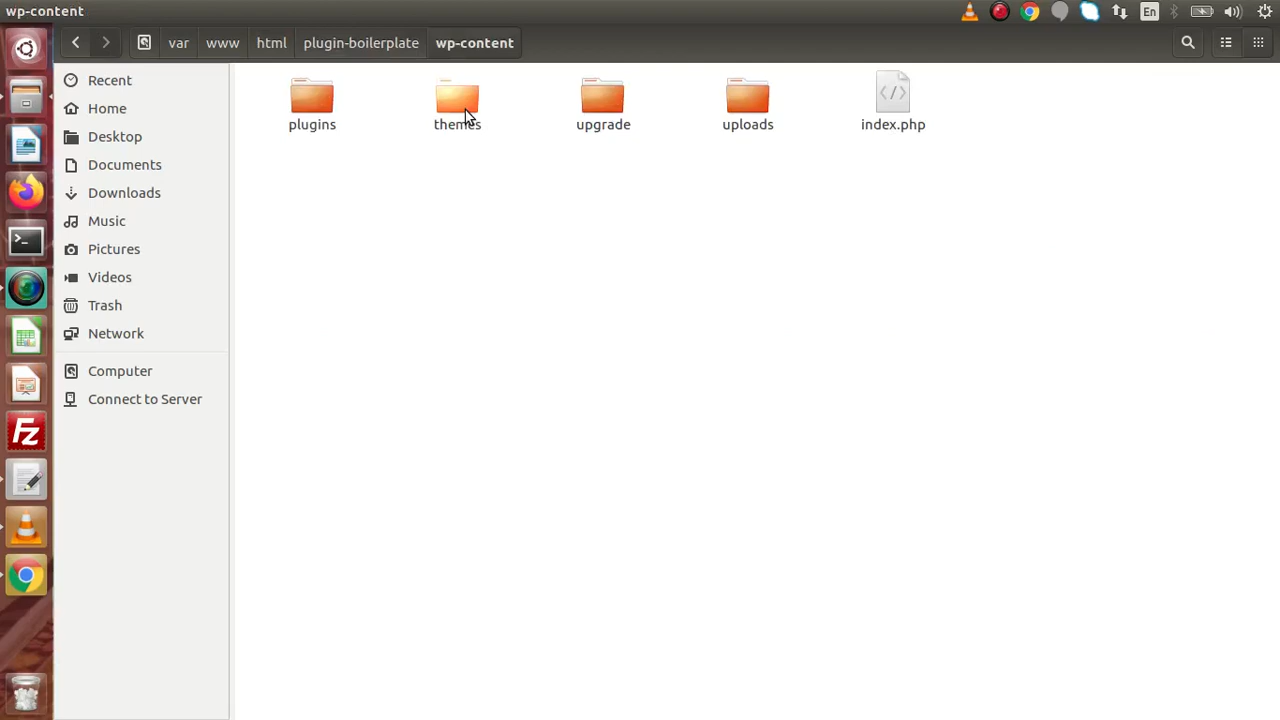 wp-content
En
var www html plugin-boilerplate wp-content
plugins themes upgrade uploads index.php
Recent
Home
Desktop
Documents
Downloads
Music
Pictures
Videos
Trash
Network
Computer
Connect to Server
Fz